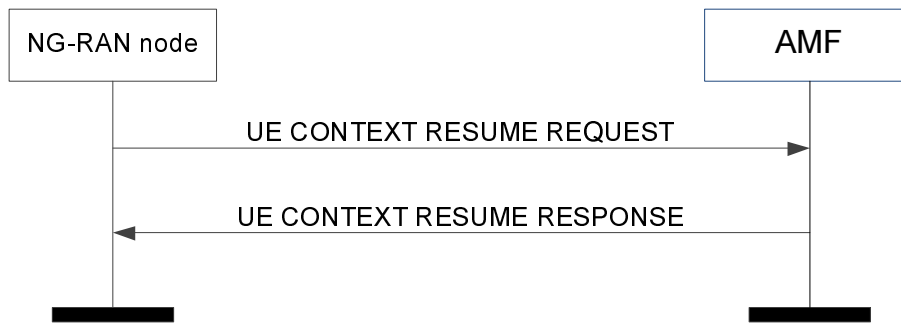 NG-RAN node
AMF
UE CONTEXT RESUME REQUEST
UE CONTEXT RESUME RESPONSE